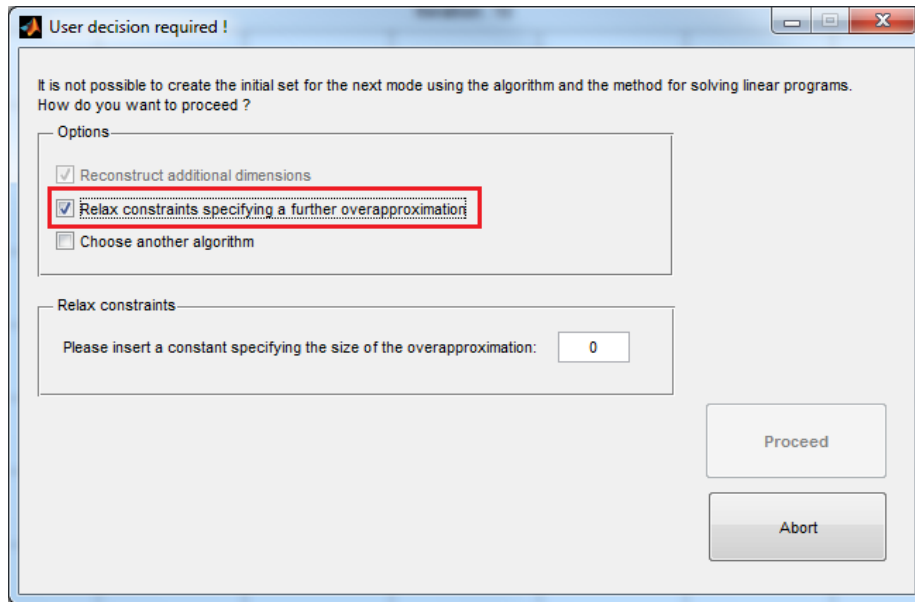 User decision required !
It is not possible to create the initial set for the next mode using the algorithm and the method for solving linear programs.
How do you want to proceed ?
Options
Reconstruct additional dimensions
Relax constraints specifying a further overapproximation
Choose another algorithm
Relax constraints
Please insert a constant specifying the size of the overapproximation: 0
Proceed
Abort